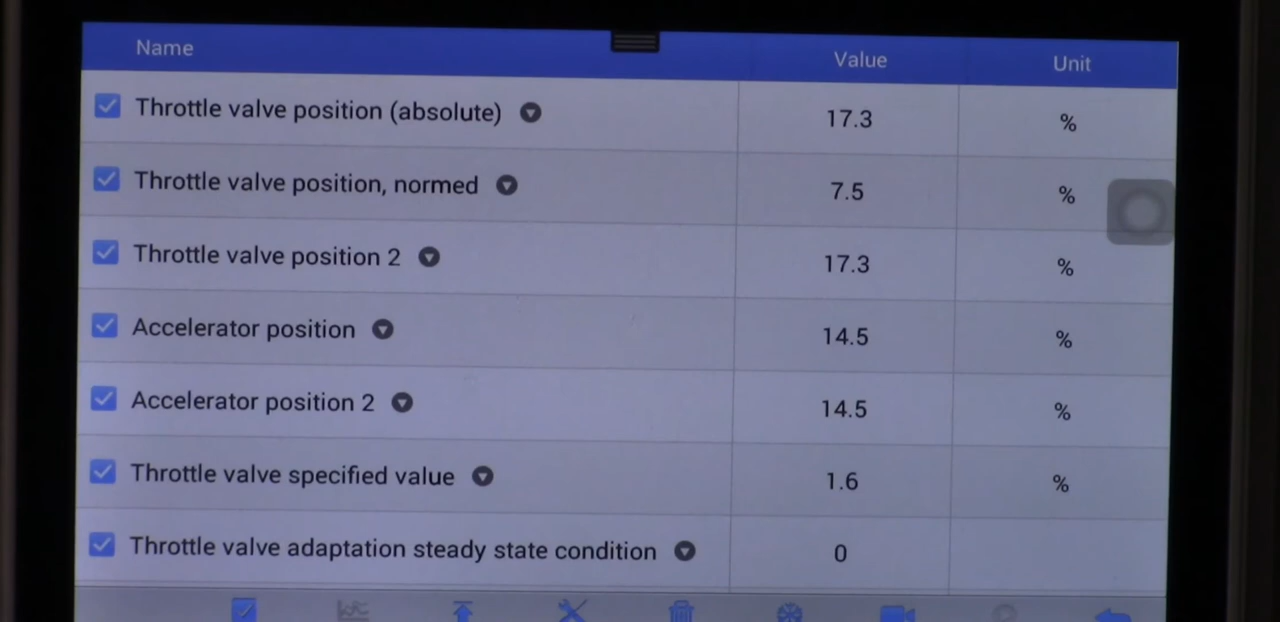 Name Value Unit
Throttle valve position (absolute) 17.3 %
Throttle valve position, normed 7.5 %
Throttle valve position 2 17.3 %
Accelerator position 14.5 %
Accelerator position 2 14.5 %
Throttle valve specified value 1.6 %
Throttle valve adaptation steady state condition 0